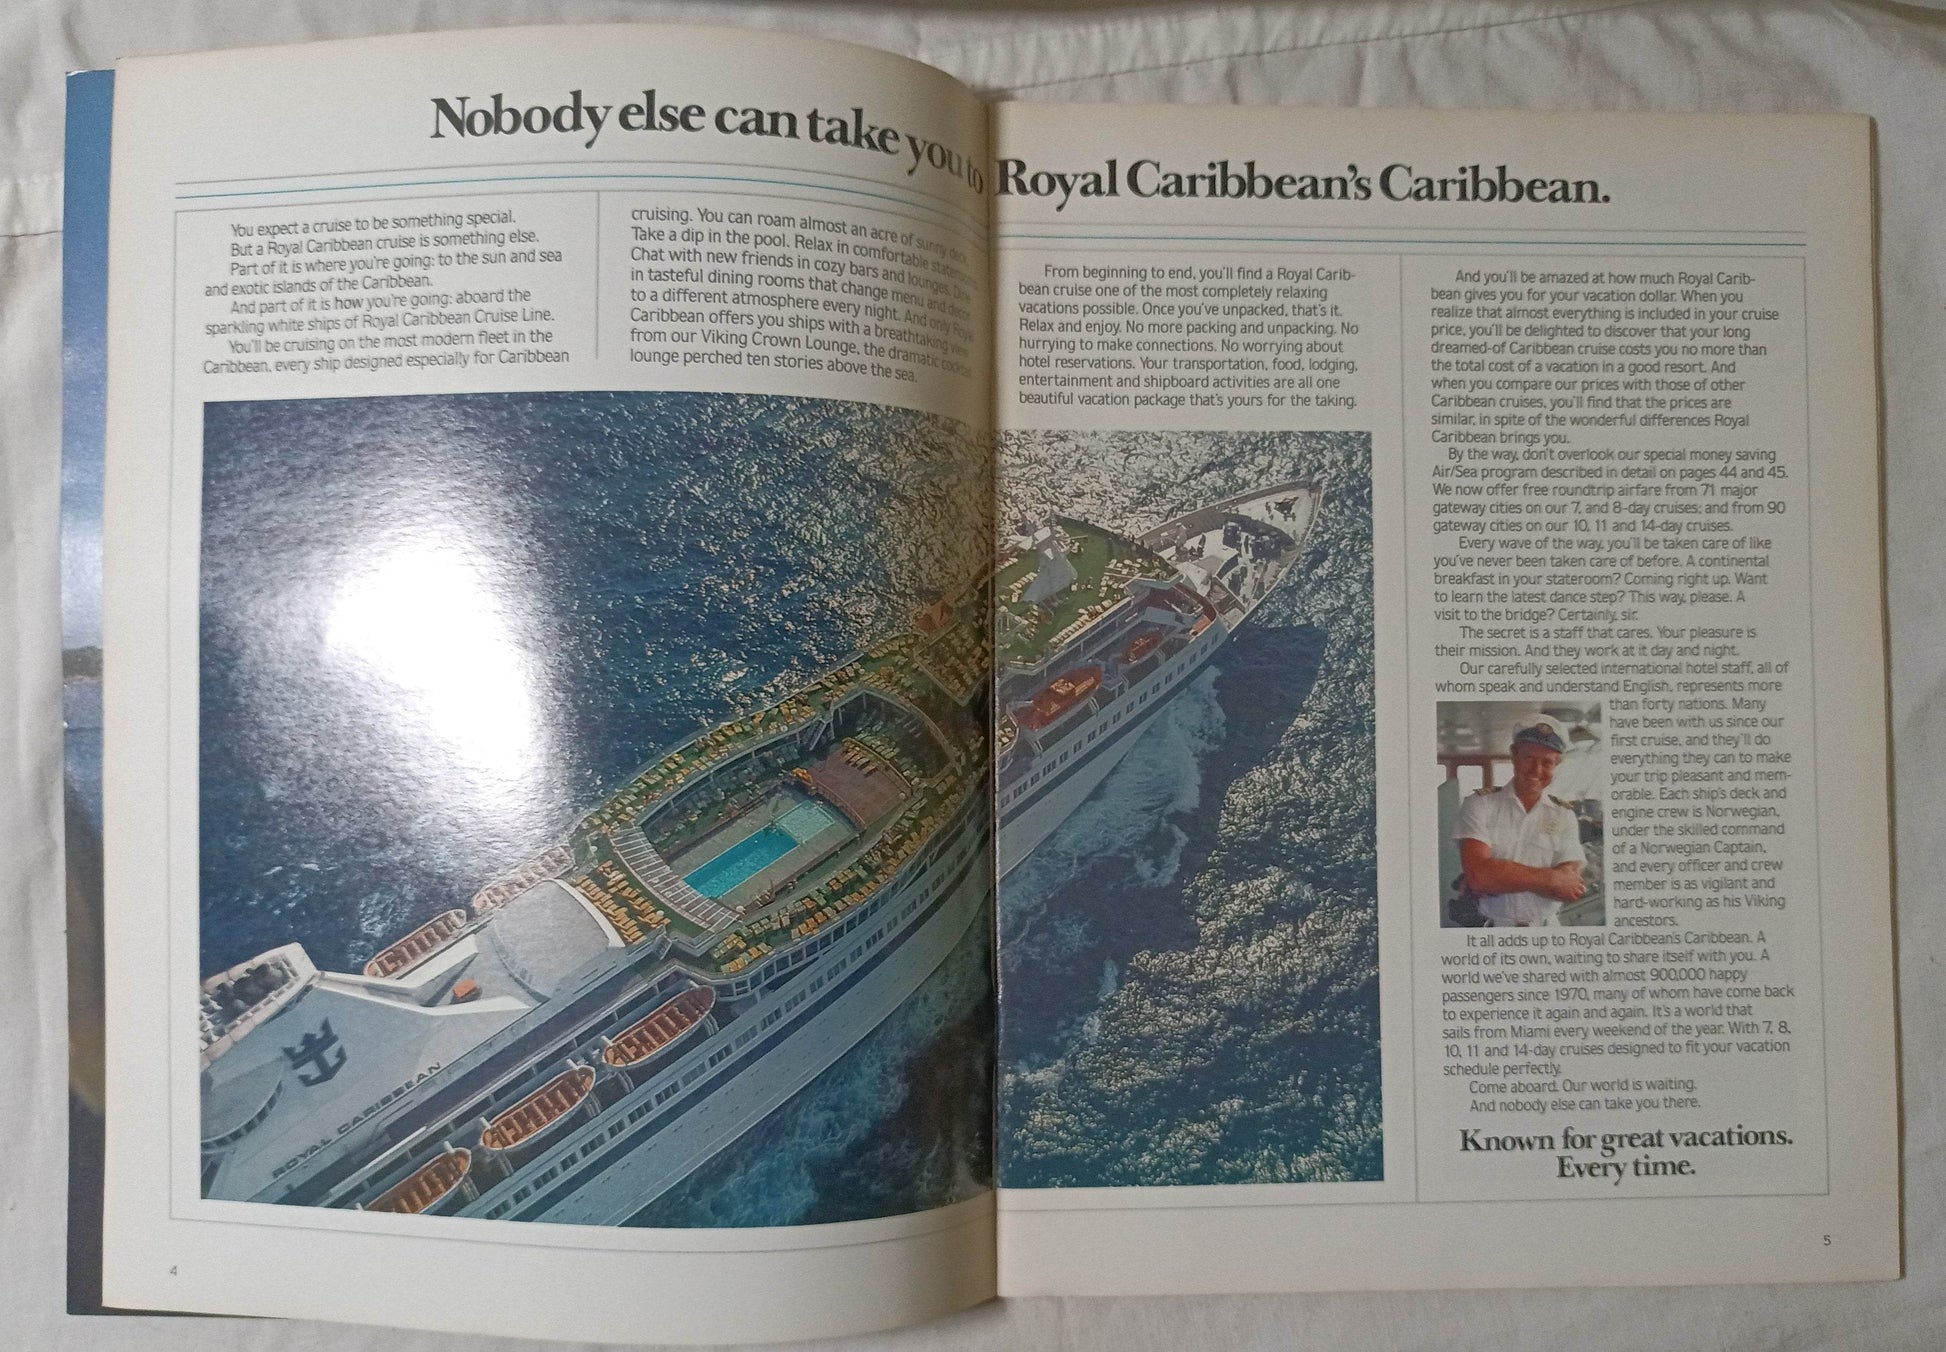 Nobody else can take you to Royal Caribbean's Caribbean.
You expect a cruise to be something special.
But a Royal Caribbean cruise is something else.
Part of it is where you're going: to the sun and sea
and exotic islands of the Caribbean.
And part of it is how you're going: aboard the
sparkling white ships of Royal Caribbean Cruise Line.
You'll be cruising on the most modern fleet in the
Caribbean, every ship designed especially for Caribbean
cruising. You can roam almost an acre of sunny deck.
Take a dip in the pool. Relax in comfortable staterooms.
Chat with new friends in cozy bars and lounges. Dine
in tasteful dining rooms that change menu and decor
to a different atmosphere every night. And only Royal
Caribbean offers you ships with a breathtaking view
from our Viking Crown Lounge, the dramatic cocktail
lounge perched ten stories above the sea.
From beginning to end, you'll find a Royal Carib-
bean cruise one of the most completely relaxing
vacations possible. Once you've unpacked, that's it.
Relax and enjoy. No more packing and unpacking. No
hurrying to make connections. No worrying about
hotel reservations. Your transportation, food, lodging,
entertainment and shipboard activities are all one
beautiful vacation package that's yours for the taking.
And you'll be amazed at how much Royal Carib-
bean gives you for your vacation dollar. When you
realize that almost everything is included in your cruise
price, you'll be delighted to discover that your long
dreamed-of Caribbean cruise costs you no more than
the total cost of a vacation in a good resort. And
when you compare our prices with those of other
Caribbean cruises, you'll find that the prices are
similar, in spite of the wonderful differences Royal
Caribbean brings you.
By the way, don't overlook our special money saving
Air/Sea program described in detail on pages 44 and 45.
We now offer free roundtrip airfare from 71 major
gateway cities on our 7, and 8-day cruises; and from 90
gateway cities on our 10, 11 and 14-day cruises.
Every wave of the way, you'll be taken care of like
you've never been taken care of before. A continental
breakfast in your stateroom? Coming right up. Want
to learn the latest dance step? This way, please. A
visit to the bridge? Certainly, sir.
The secret is a staff that cares. Your pleasure is
their mission. And they work at it day and night.
Our carefully selected international hotel staff, all of
whom speak and understand English, represents more
than forty nations. Many
have been with us since our
first cruise, and they'll do
everything they can to make
your trip pleasant and mem-
orable. Each ship's deck and
engine crew is Norwegian,
under the skilled command
of a Norwegian Captain,
and every officer and crew
member is as vigilant and
hard-working as his Viking
ancestors.
It all adds up to Royal Caribbean's Caribbean. A
world of its own, waiting to share itself with you. A
world we've shared with almost 900,000 happy
passengers since 1970, many of whom have come back
to experience it again and again. It's a world that
sails from Miami every weekend of the year. With 7, 8,
10, 11 and 14-day cruises designed to fit your vacation
schedule perfectly.
Come aboard. Our world is waiting.
And nobody else can take you there.
Known for great vacations.
Every time.
ROYAL CARIBBEAN
4
5